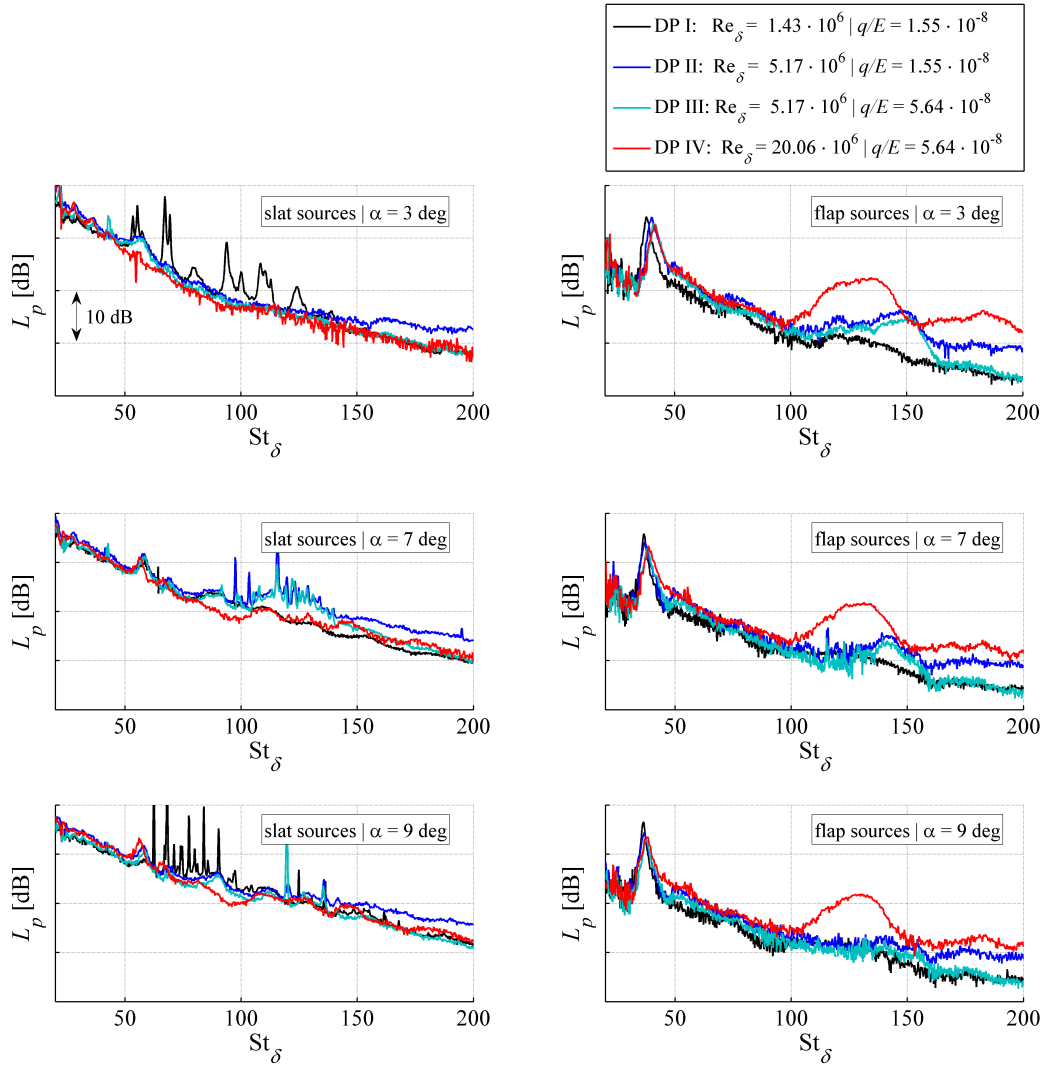 DP I: Re_δ = 1.43 · 10^6 | q/E = 1.55 · 10^-8
DP II: Re_δ = 5.17 · 10^6 | q/E = 1.55 · 10^-8
DP III: Re_δ = 5.17 · 10^6 | q/E = 5.64 · 10^-8
DP IV: Re_δ = 20.06 · 10^6 | q/E = 5.64 · 10^-8
slat sources | α = 3 deg
L_p [dB]
10 dB
50 100 150 200
St_δ
flap sources | α = 3 deg
L_p [dB]
50 100 150 200
St_δ
slat sources | α = 7 deg
L_p [dB]
50 100 150 200
St_δ
flap sources | α = 7 deg
L_p [dB]
50 100 150 200
St_δ
slat sources | α = 9 deg
L_p [dB]
50 100 150 200
St_δ
flap sources | α = 9 deg
L_p [dB]
50 100 150 200
St_δ